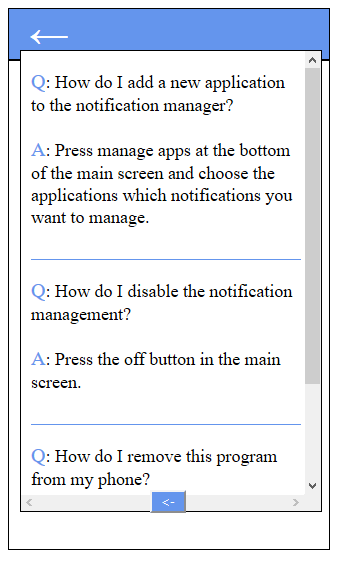 ←
Q: How do I add a new application
to the notification manager?
A: Press manage apps at the bottom
of the main screen and choose the
applications which notifications you
want to manage.
Q: How do I disable the notification
management?
A: Press the off button in the main
screen.
Q: How do I remove this program
from my phone?
<-